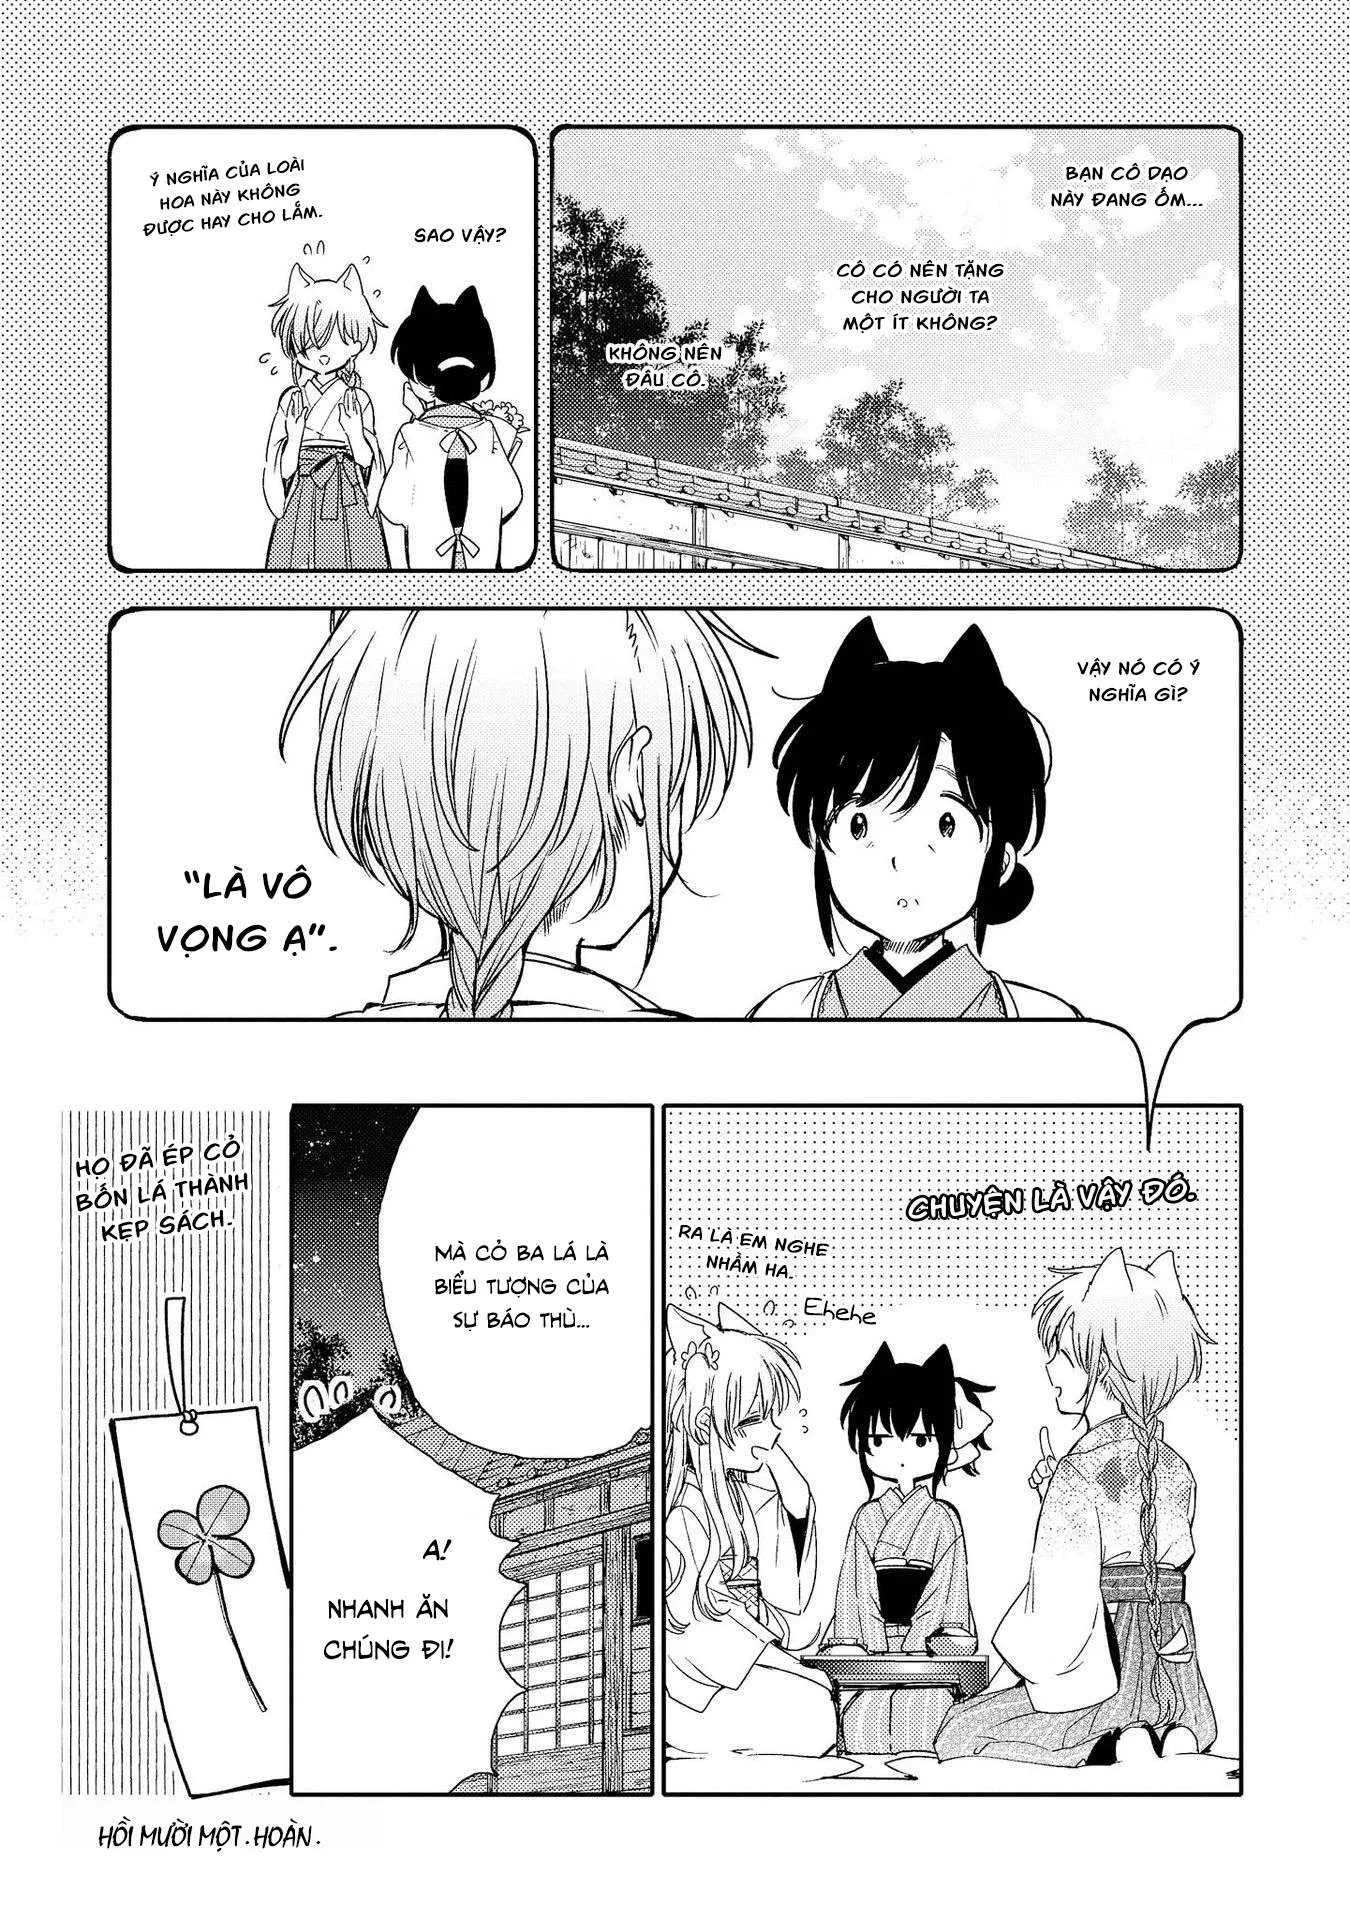 BẠN CÔ DẠO
NÀY ĐANG ỐM...
CÔ CÓ NÊN TẶNG
CHO NGƯỜI TA
MỘT ÍT KHÔNG?
KHÔNG NÊN
ĐÂU CÔ.
SAO VẬY?
Ý NGHĨA CỦA LOÀI
HOA NÀY KHÔNG
ĐƯỢC HAY CHO LẮM.
VẬY NÓ CÓ Ý
NGHĨA GÌ?
"LÀ VÔ
VỌNG Ạ".
CHUYỆN LÀ VẬY ĐÓ.
RA LÀ EM NGHE
NHẦM HA.
Ehehe
MÀ CỎ BA LÁ LÀ
BIỂU TƯỢNG CỦA
SỰ BÁO THÙ...
A!
NHANH ĂN
CHÚNG ĐI!
HỌ ĐÃ ÉP CỎ
BỐN LÁ THÀNH
KẸP SÁCH.
HỒI MƯỜI MỘT. HOÀN.